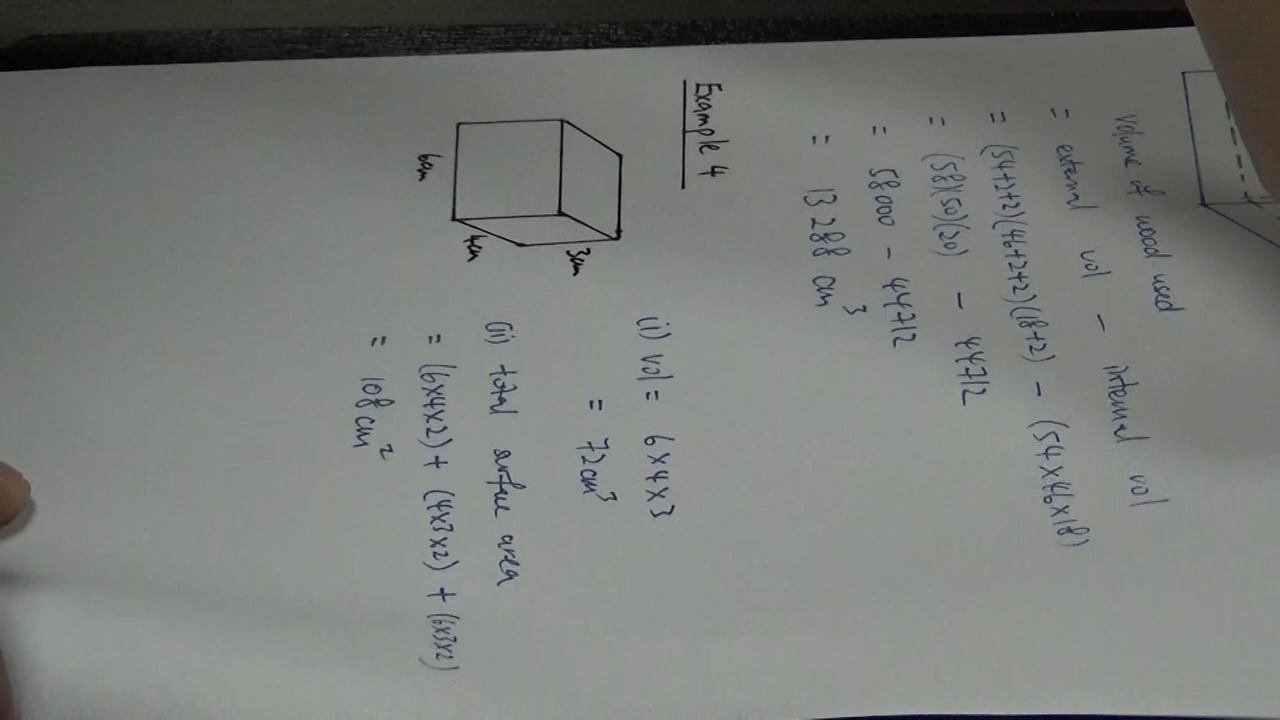 volume of wood used
= external vol - internal vol
= (54+2+2)(46+2+2)(18+2) - (54×46×18)
= (58)(50)(20) - 44712
= 58000 - 44712
= 13 288 cm³
Example 4
6cm
4cm
3cm
(i) vol = 6×4×3
= 72cm³
(ii) total surface area
= (6×4×2) + (4×3×2) + (6×3×2)
= 108cm²